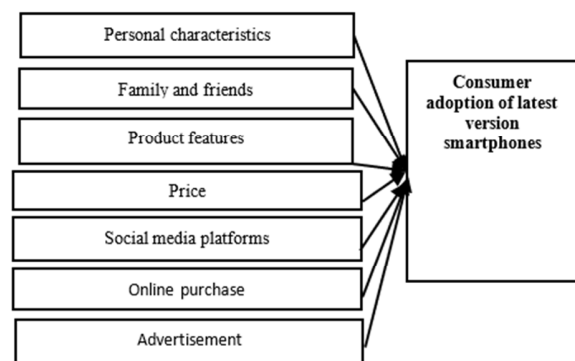 Personal characteristics
Family and friends
Product features
Price
Social media platforms
Online purchase
Advertisement
Consumer
adoption of latest
version
smartphones